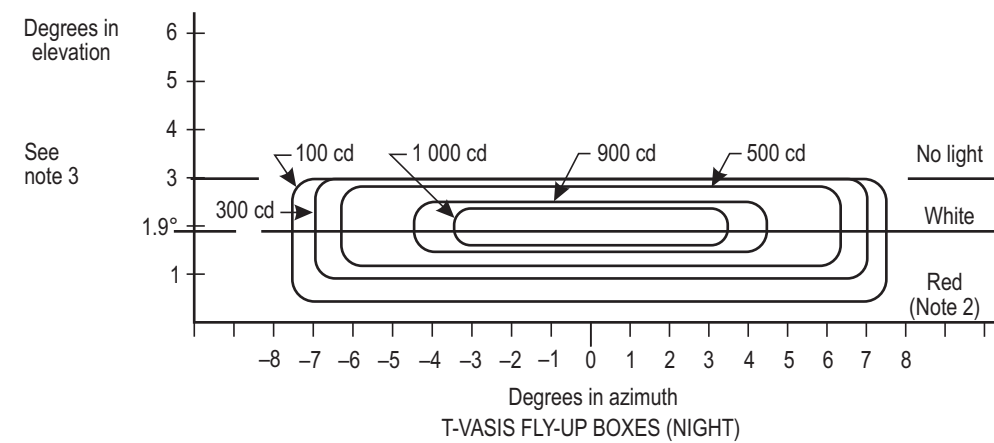 Degrees in
elevation
6
5
4
See
note 3
3
1.9°
1
100 cd
1 000 cd
900 cd
500 cd
300 cd
No light
White
Red
(Note 2)
–8 –7 –6 –5 –4 –3 –2 –1 0 1 2 3 4 5 6 7 8
Degrees in azimuth
T-VASIS FLY-UP BOXES (NIGHT)